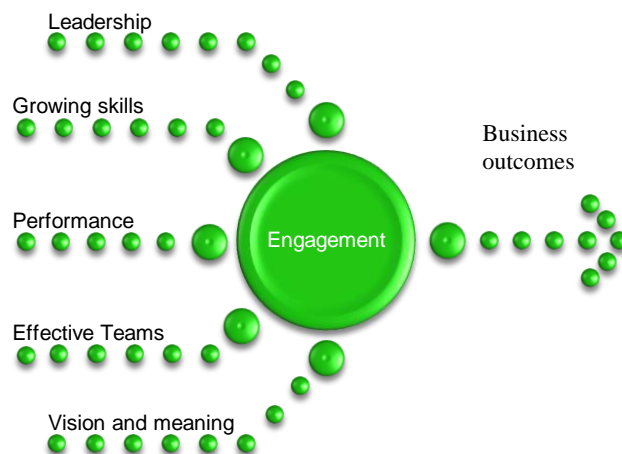 Leadership
Growing skills
Business
outcomes
Performance
Engagement
Effective Teams
Vision and meaning